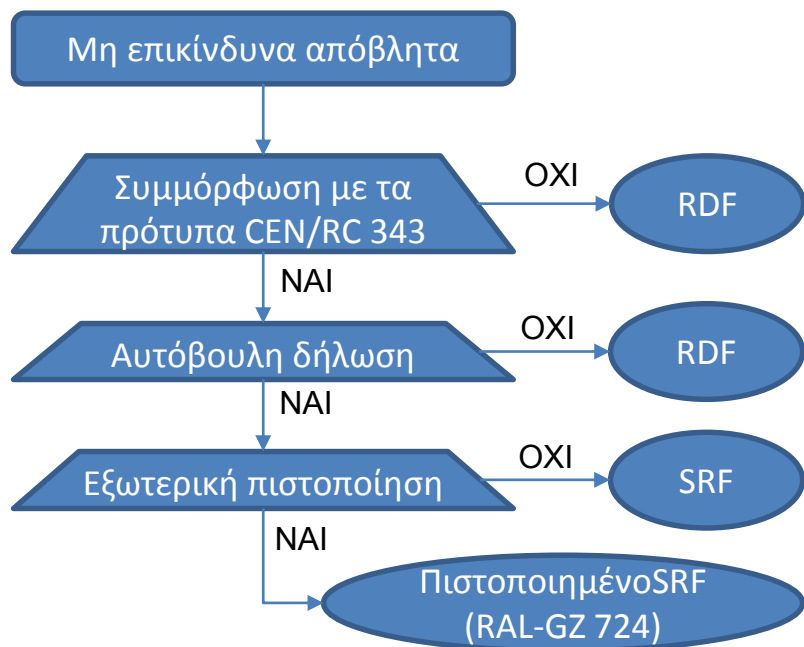 Μη επικίνδυνα απόβλητα
Συμμόρφωση με τα
πρότυπα CEN/RC 343
ΟΧΙ
RDF
ΝΑΙ
Αυτόβουλη δήλωση
ΟΧΙ
RDF
ΝΑΙ
Εξωτερική πιστοποίηση
ΟΧΙ
SRF
ΝΑΙ
ΠιστοποιημένοSRF
(RAL-GZ 724)